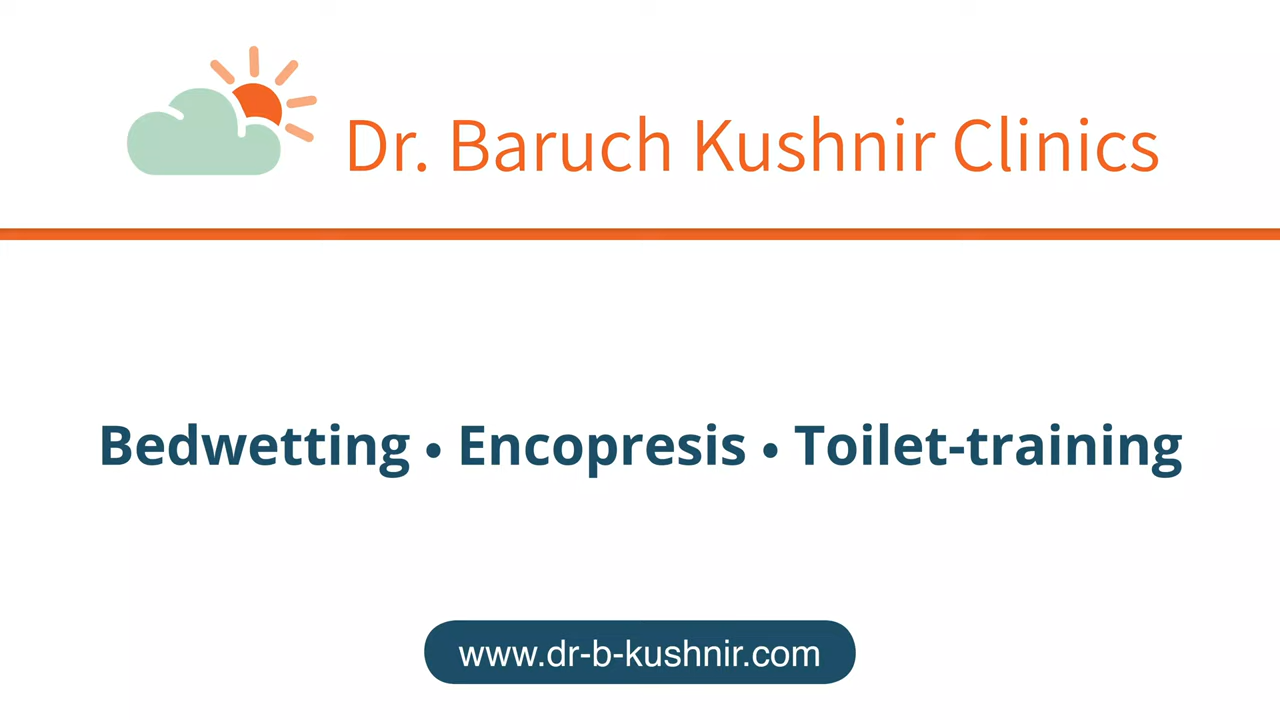 Dr. Baruch Kushnir Clinics
Bedwetting • Encopresis • Toilet-training
www.dr-b-kushnir.com